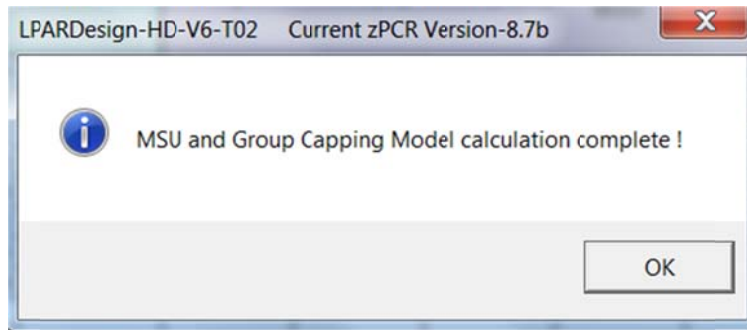 LPARDesign-HD-V6-T02 Current zPCR Version-8.7b
MSU and Group Capping Model calculation complete !
OK